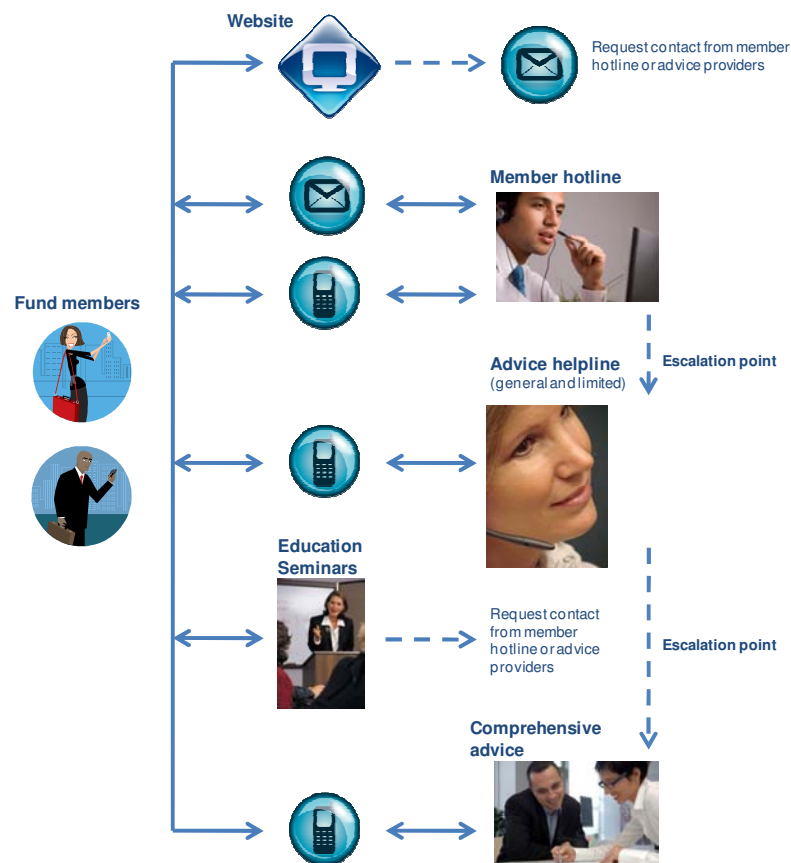 Website
Request contact from member
hotline or advice providers
Member hotline
Fund members
Advice helpline
(general and limited)
Escalation point
Education
Seminars
Request contact
from member
hotline or advice
providers
Escalation point
Comprehensive
advice